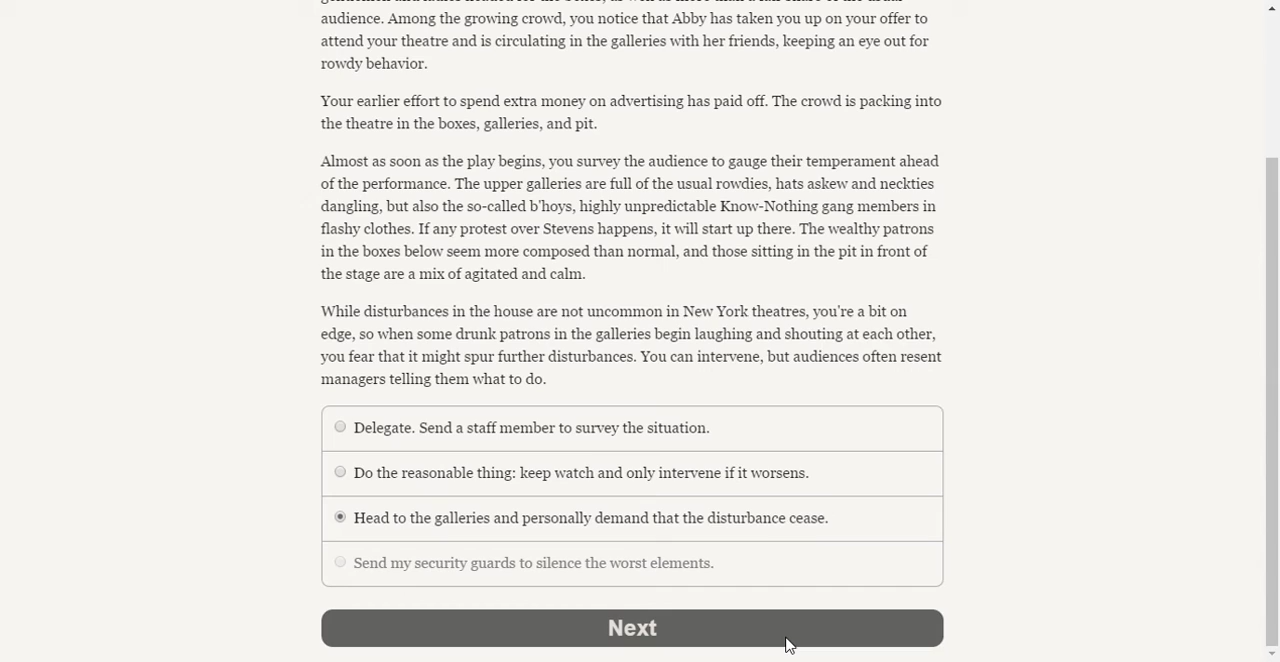 audience. Among the growing crowd, you notice that Abby has taken you up on your offer to
attend your theatre and is circulating in the galleries with her friends, keeping an eye out for
rowdy behavior.
Your earlier effort to spend extra money on advertising has paid off. The crowd is packing into
the theatre in the boxes, galleries, and pit.
Almost as soon as the play begins, you survey the audience to gauge their temperament ahead
of the performance. The upper galleries are full of the usual rowdies, hats askew and neckties
dangling, but also the so-called b'hoys, highly unpredictable Know-Nothing gang members in
flashy clothes. If any protest over Stevens happens, it will start up there. The wealthy patrons
in the boxes below seem more composed than normal, and those sitting in the pit in front of
the stage are a mix of agitated and calm.
While disturbances in the house are not uncommon in New York theatres, you're a bit on
edge, so when some drunk patrons in the galleries begin laughing and shouting at each other,
you fear that it might spur further disturbances. You can intervene, but audiences often resent
managers telling them what to do.
Delegate. Send a staff member to survey the situation.
Do the reasonable thing: keep watch and only intervene if it worsens.
Head to the galleries and personally demand that the disturbance cease.
Send my security guards to silence the worst elements.
Next